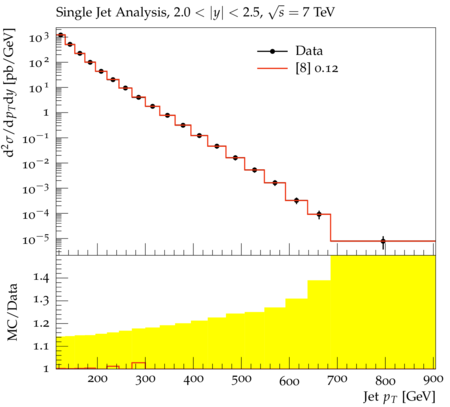 Single Jet Analysis, 2.0 < |y| < 2.5, √s = 7 TeV
d²σ/dp_Tdy [pb/GeV]
10³
10²
10¹
1
10⁻¹
10⁻²
10⁻³
10⁻⁴
10⁻⁵
Data
[8] 0.12
MC/Data
1.4
1.3
1.2
1.1
1
200 300 400 500 600 700 800 900
Jet p_T [GeV]